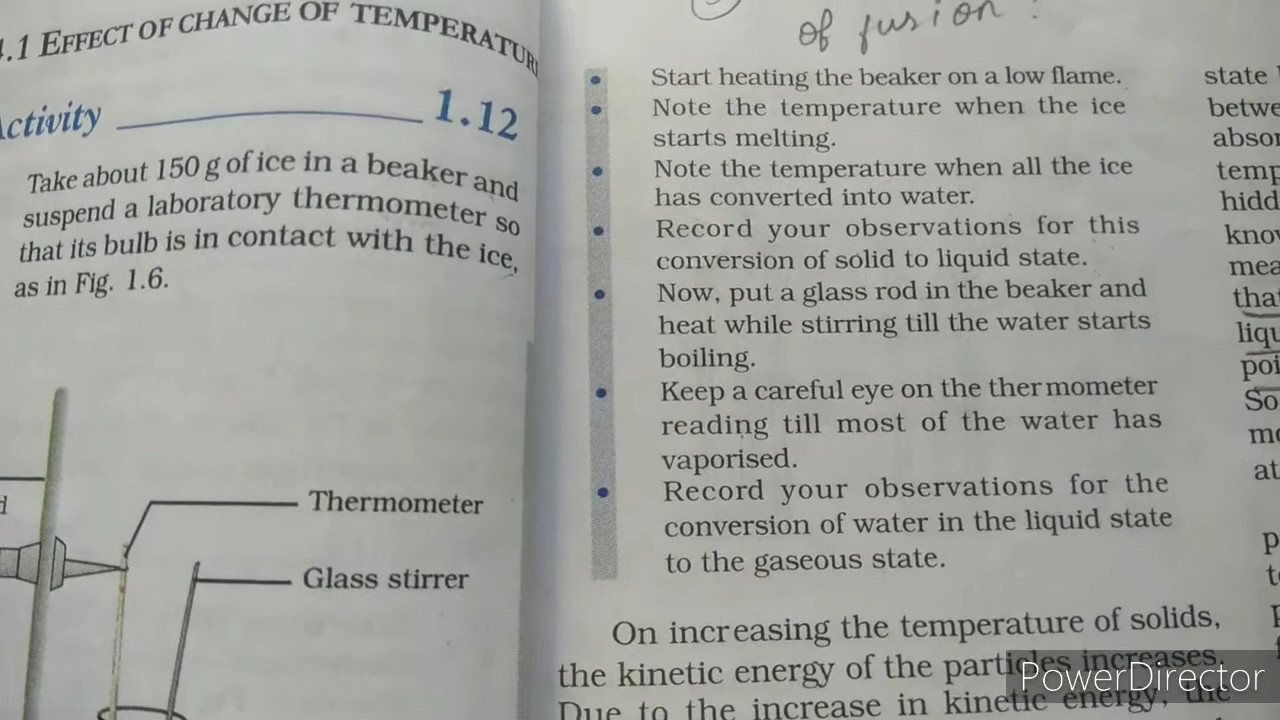 .1 EFFECT OF CHANGE OF TEMPERATURE
Activity 1.12
Take about 150 g of ice in a beaker and
suspend a laboratory thermometer so
that its bulb is in contact with the ice,
as in Fig. 1.6.
Thermometer
Glass stirrer
of fusion :
• Start heating the beaker on a low flame.
• Note the temperature when the ice
starts melting.
• Note the temperature when all the ice
has converted into water.
• Record your observations for this
conversion of solid to liquid state.
• Now, put a glass rod in the beaker and
heat while stirring till the water starts
boiling.
• Keep a careful eye on the thermometer
reading till most of the water has
vaporised.
• Record your observations for the
conversion of water in the liquid state
to the gaseous state.
On increasing the temperature of solids,
the kinetic energy of the particles increases.
Due to the increase in kinetic energy, the
state
betwe
absor
temp
hidd
know
mea
that
liqu
poi
So
mo
at
p
t
PowerDirector